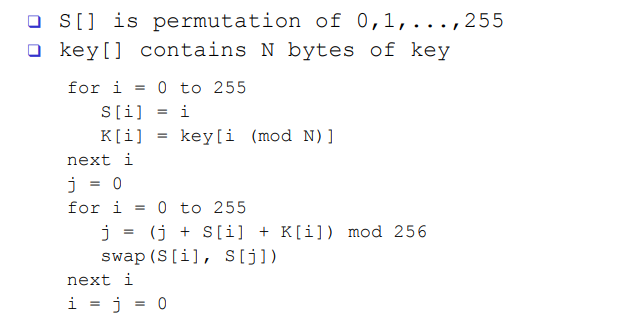 S[] is permutation of 0,1,...,255
key[] contains N bytes of key
for i = 0 to 255
S[i] = i
K[i] = key[i (mod N)]
next i
j = 0
for i = 0 to 255
j = (j + S[i] + K[i]) mod 256
swap(S[i], S[j])
next i
i = j = 0